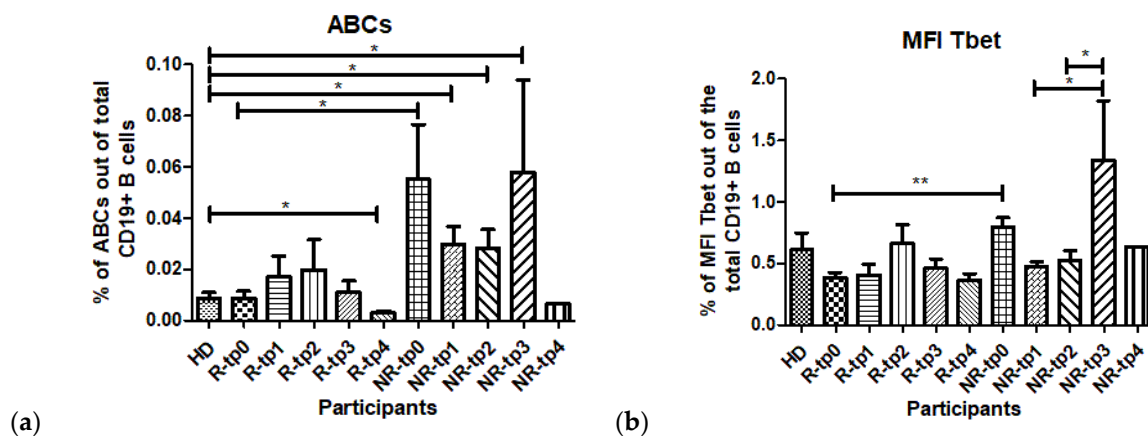 ABCs
% of ABCs out of total
CD19+ B cells
0.10
0.08
0.06
0.04
0.02
0.00
*
*
*
*
*
HD
R-tp0
R-tp1
R-tp2
R-tp3
R-tp4
NR-tp0
NR-tp1
NR-tp2
NR-tp3
NR-tp4
Participants
(a)
MFI Tbet
% of MFI Tbet out of the
total CD19+ B cells
2.0
1.5
1.0
0.5
0.0
*
*
**
HD
R-tp0
R-tp1
R-tp2
R-tp3
R-tp4
NR-tp0
NR-tp1
NR-tp2
NR-tp3
NR-tp4
Participants
(b)